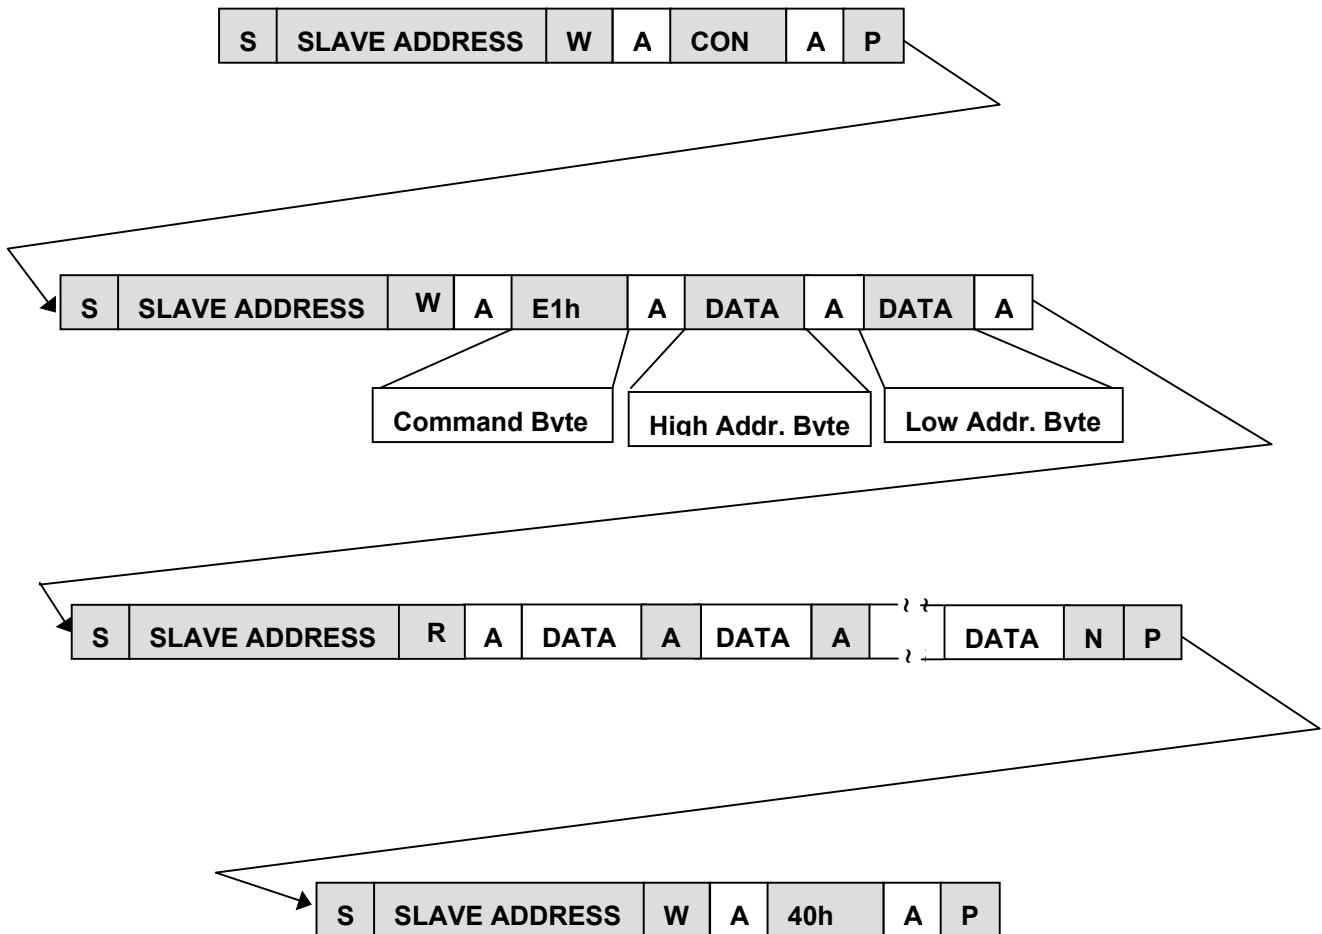 S SLAVE ADDRESS W A CON A P
S SLAVE ADDRESS W A E1h A DATA A DATA A
Command Byte High Addr. Byte Low Addr. Byte
S SLAVE ADDRESS R A DATA A DATA A ~ ~ DATA N P
S SLAVE ADDRESS W A 40h A P